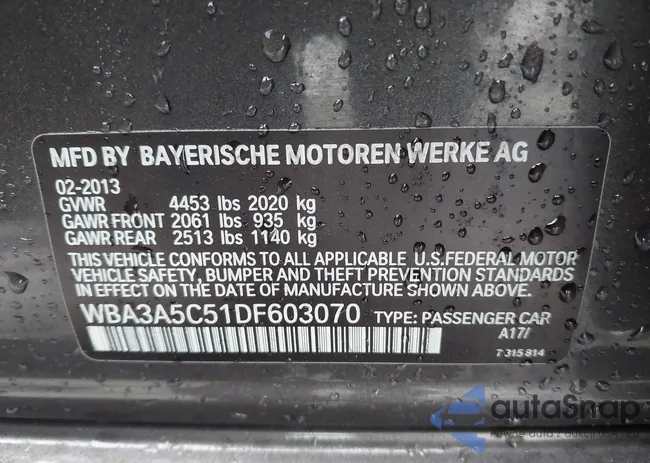 MFD BY BAYERISCHE MOTOREN WERKE AG
02-2013
GVWR 4453 lbs 2020 kg
GAWR FRONT 2061 lbs 935 kg
GAWR REAR 2513 lbs 1140 kg
THIS VEHICLE CONFORMS TO ALL APPLICABLE U.S.FEDERAL MOTOR
VEHICLE SAFETY, BUMPER AND THEFT PREVENTION STANDARDS
IN EFFECT ON THE DATE OF MANUFACTURE SHOWN ABOVE.
WBA3A5C51DF603070 TYPE: PASSENGER CAR
A17/
7 315 814
autaSnap